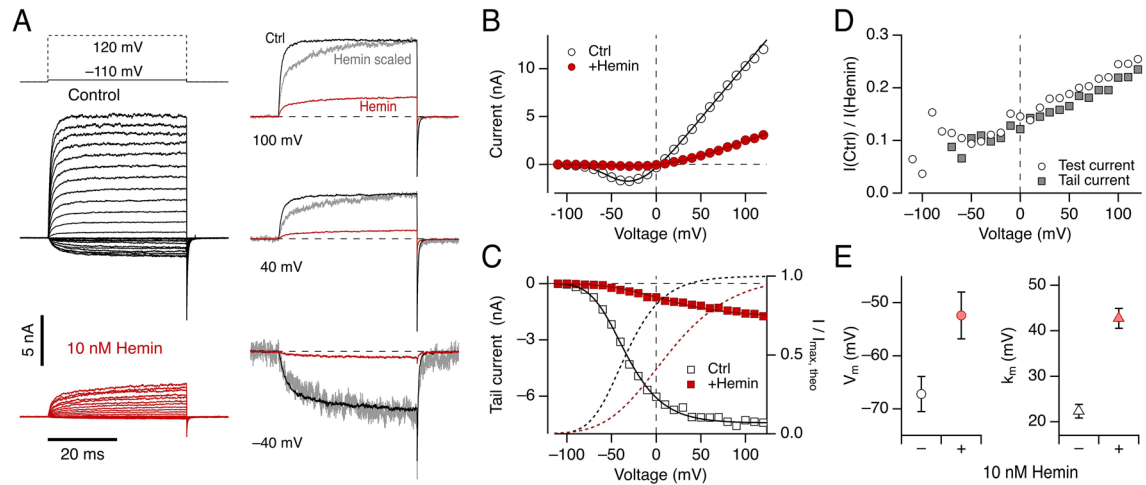 A
120 mV
−110 mV
Control
5 nA
10 nM Hemin
20 ms
Ctrl
Hemin scaled
Hemin
100 mV
40 mV
−40 mV
B
Ctrl
+Hemin
Current (nA)
10
5
0
−100
−50
0
50
100
Voltage (mV)
C
Tail current (nA)
0
−3
−6
1.0
0.5
0.0
I / Imax, theo
Ctrl
+Hemin
−100
−50
0
50
100
Voltage (mV)
D
I(Ctrl) / I(Hemin)
0.3
0.2
0.1
0.0
Test current
Tail current
−100
−50
0
50
100
Voltage (mV)
E
Vm (mV)
−50
−60
−70
− +
km (mV)
50
40
30
20
− +
10 nM Hemin